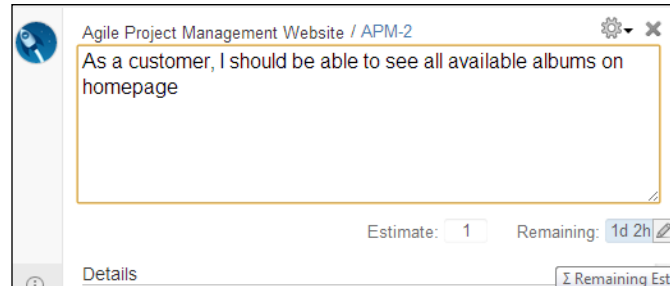 Agile Project Management Website / APM-2
As a customer, I should be able to see all available albums on
homepage
Estimate: 1 Remaining: 1d 2h
Details
Σ Remaining Est